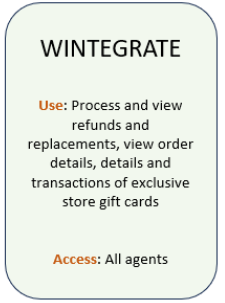 WINTEGRATE
Use: Process and view
refunds and
replacements, view order
details, details and
transactions of exclusive
store gift cards
Access: All agents